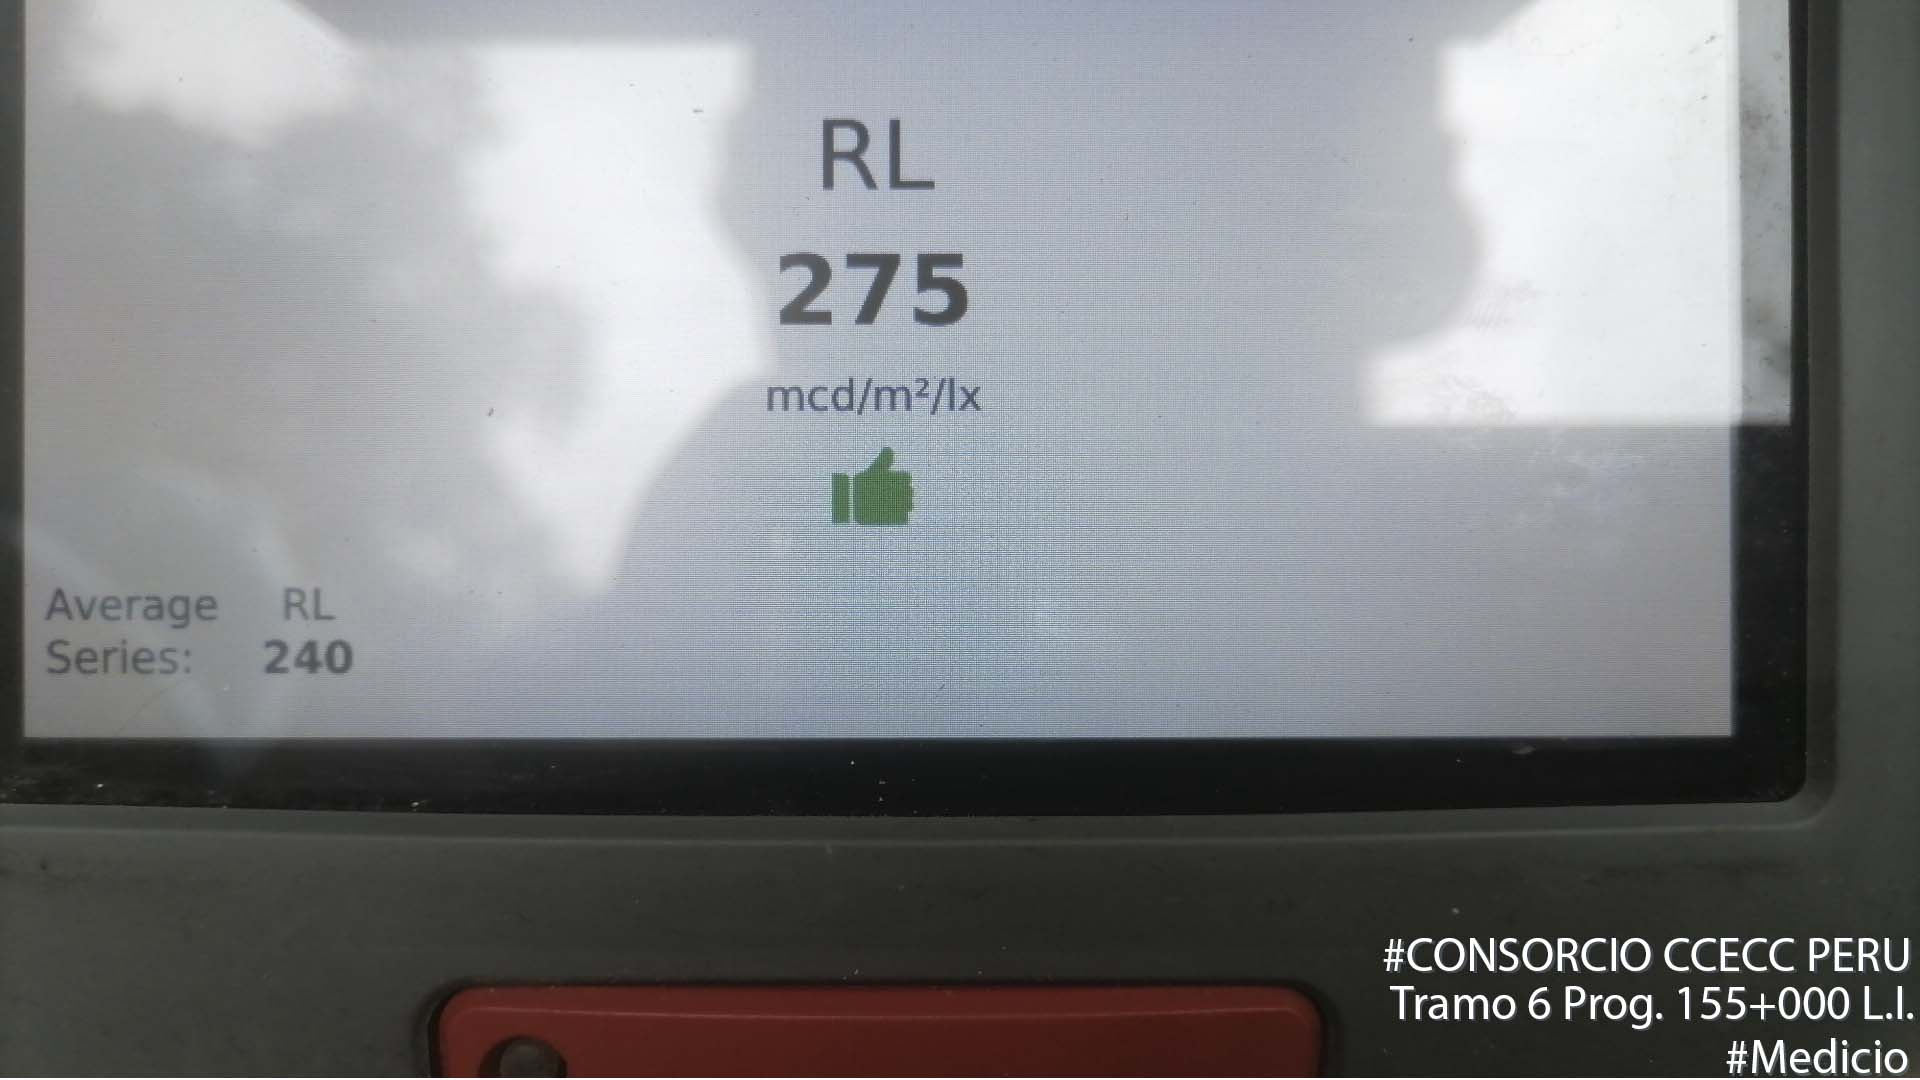 RL
275
mcd/m²/lx
Average RL
Series: 240
#CONSORCIO CCECC PERU
Tramo 6 Prog. 155+000 L.I.
#Medicio